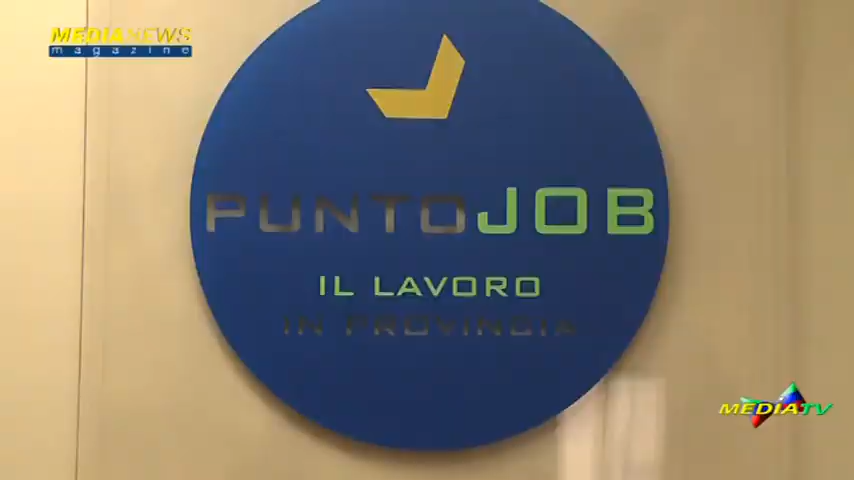 MEDIANEWS
magazine
PUNTOJOB
IL LAVORO
IN PROVINCIA
MEDIATV